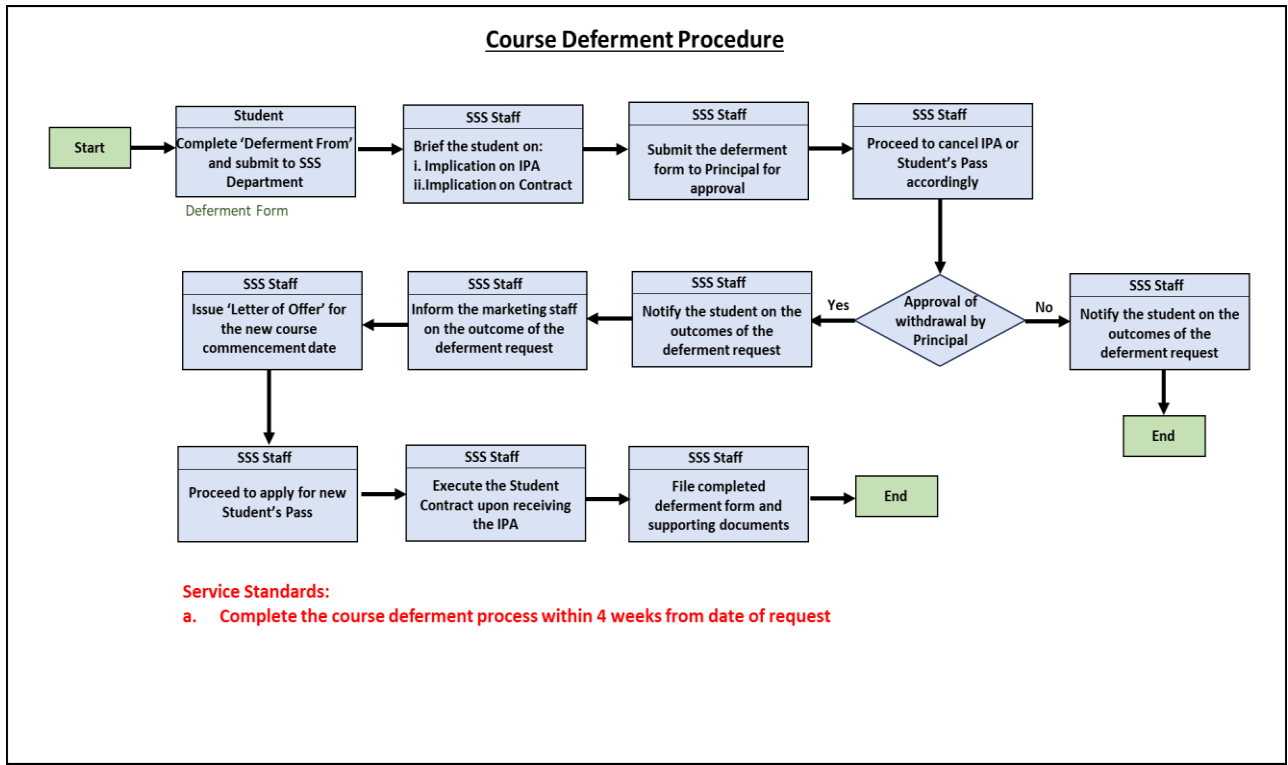 Course Deferment Procedure
Start
Student
Complete ‘Deferment From’
and submit to SSS
Department
Deferment Form
SSS Staff
Brief the student on:
i. Implication on IPA
ii.Implication on Contract
SSS Staff
Submit the deferment
form to Principal for
approval
SSS Staff
Proceed to cancel IPA or
Student’s Pass
accordingly
Approval of
withdrawal by
Principal
No
SSS Staff
Notify the student on the
outcomes of the
deferment request
End
Yes
SSS Staff
Notify the student on the
outcomes of the
deferment request
SSS Staff
Inform the marketing staff
on the outcome of the
deferment request
SSS Staff
Issue ‘Letter of Offer’ for
the new course
commencement date
SSS Staff
Proceed to apply for new
Student’s Pass
SSS Staff
Execute the Student
Contract upon receiving
the IPA
SSS Staff
File completed
deferment form and
supporting documents
End
Service Standards:
a. Complete the course deferment process within 4 weeks from date of request